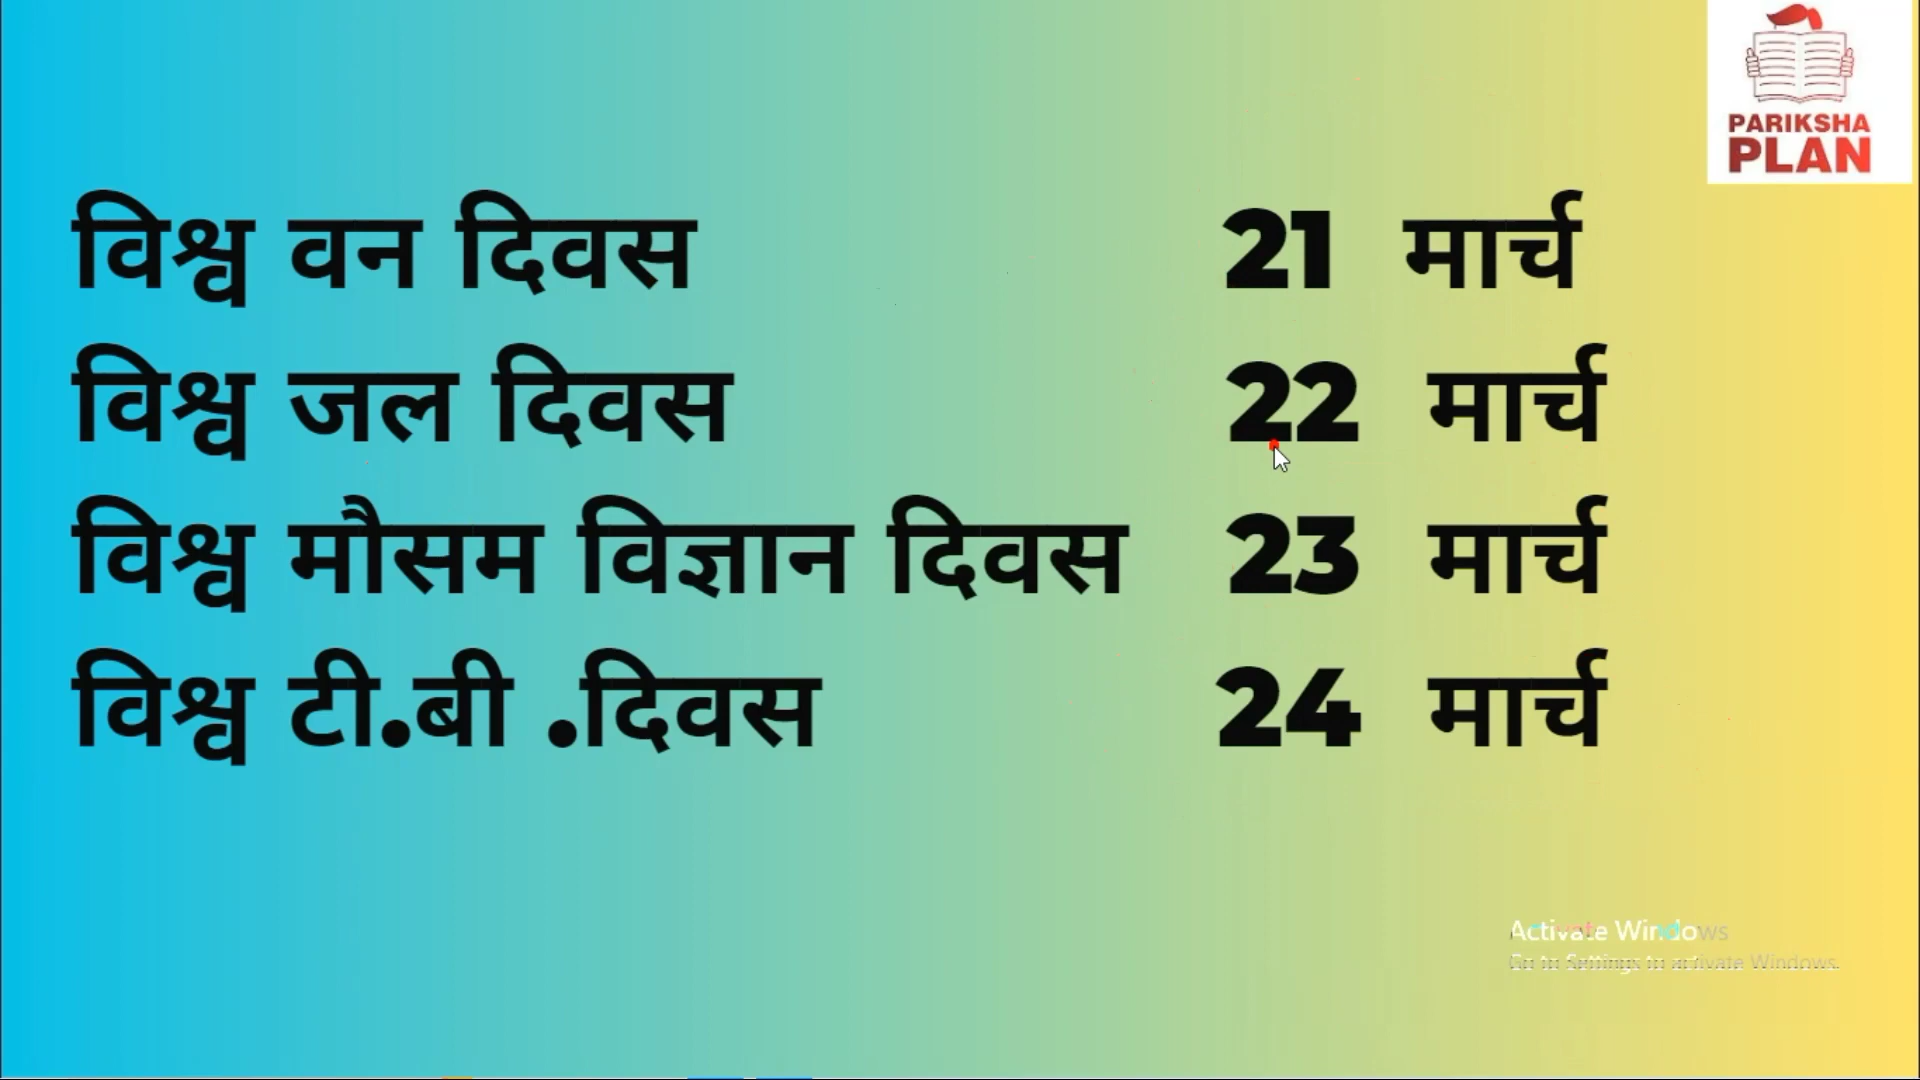 PARIKSHA
PLAN
विश्व वन दिवस 21 मार्च
विश्व जल दिवस 22 मार्च
विश्व मौसम विज्ञान दिवस 23 मार्च
विश्व टी.बी .दिवस 24 मार्च
Activate Windows
Go to Settings to activate Windows.